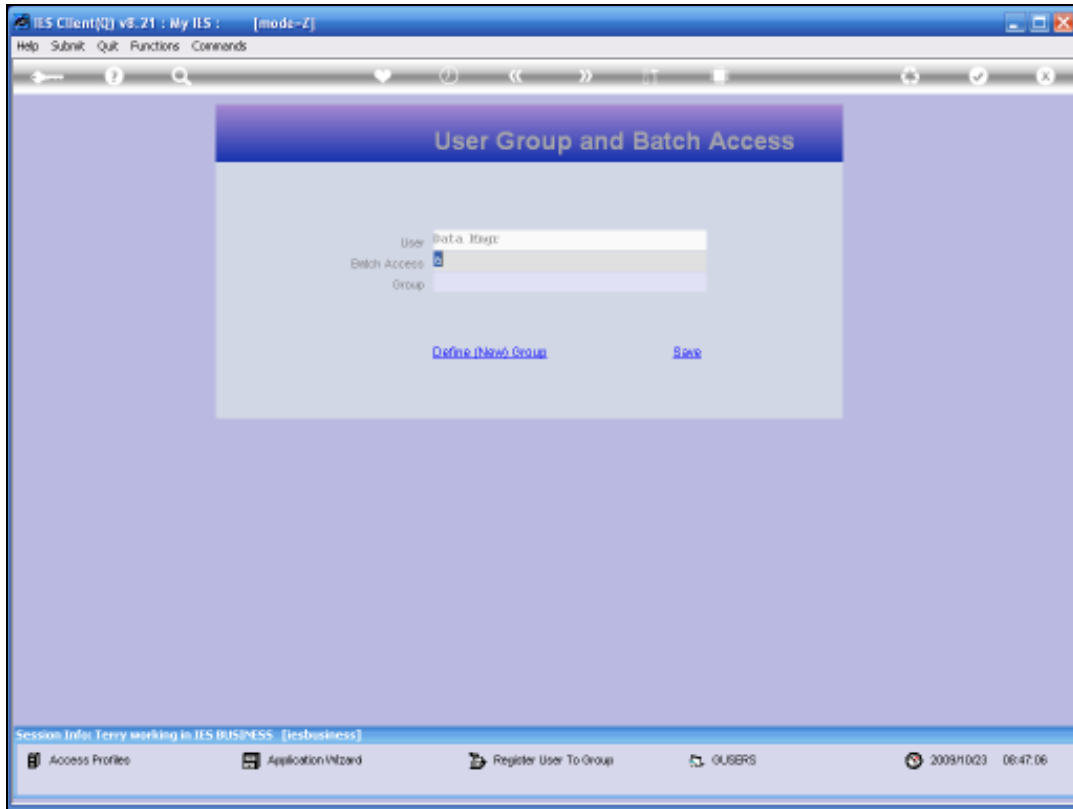 IES Client(Q) v8.21 : My IES : [mode-Z]
Help Submit Quit Functions Commands
User Group and Batch Access
User Data Mngr
Batch Access
Group
Define (New) Group Save
Session Info: Terry working in IES BUSINESS [iesbusiness]
Access Profiles Application Wizard Register User To Group GUSERS 2009/10/23 08:47:06